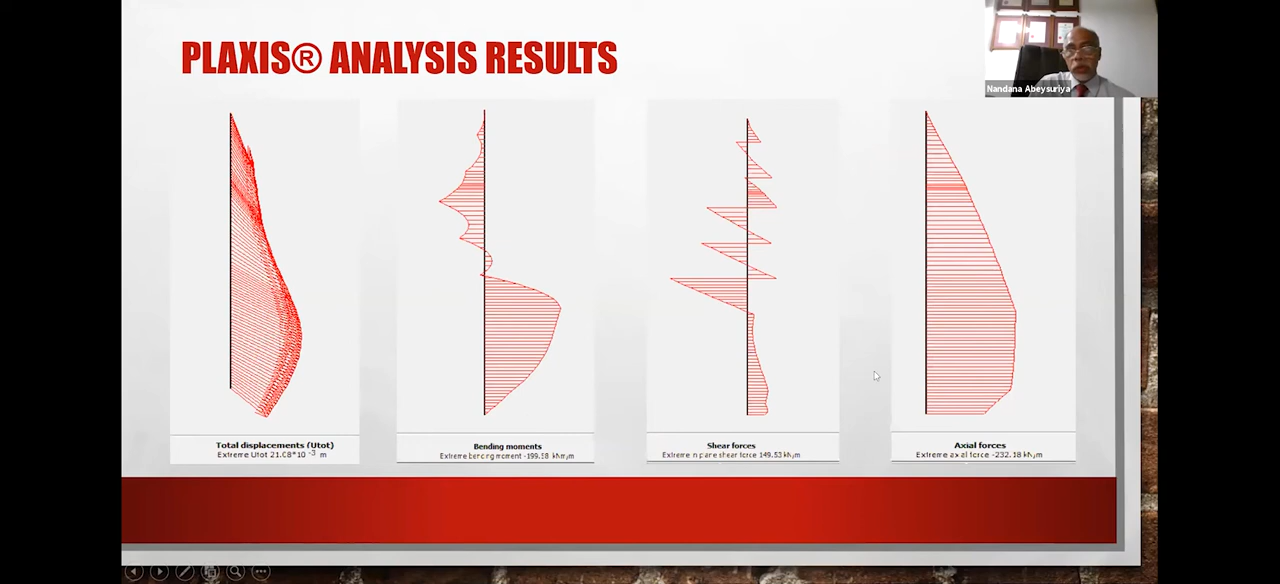 PLAXIS® ANALYSIS RESULTS
Nandana Abeysuriya
Total displacements (Utot)
Extreme Utot 21.08*10 -3 m
Bending moments
Extreme bending moment -199.58 kNm/m
Shear forces
Extreme in plane shear force 149.53 kN/m
Axial forces
Extreme axial force -232.18 kN/m